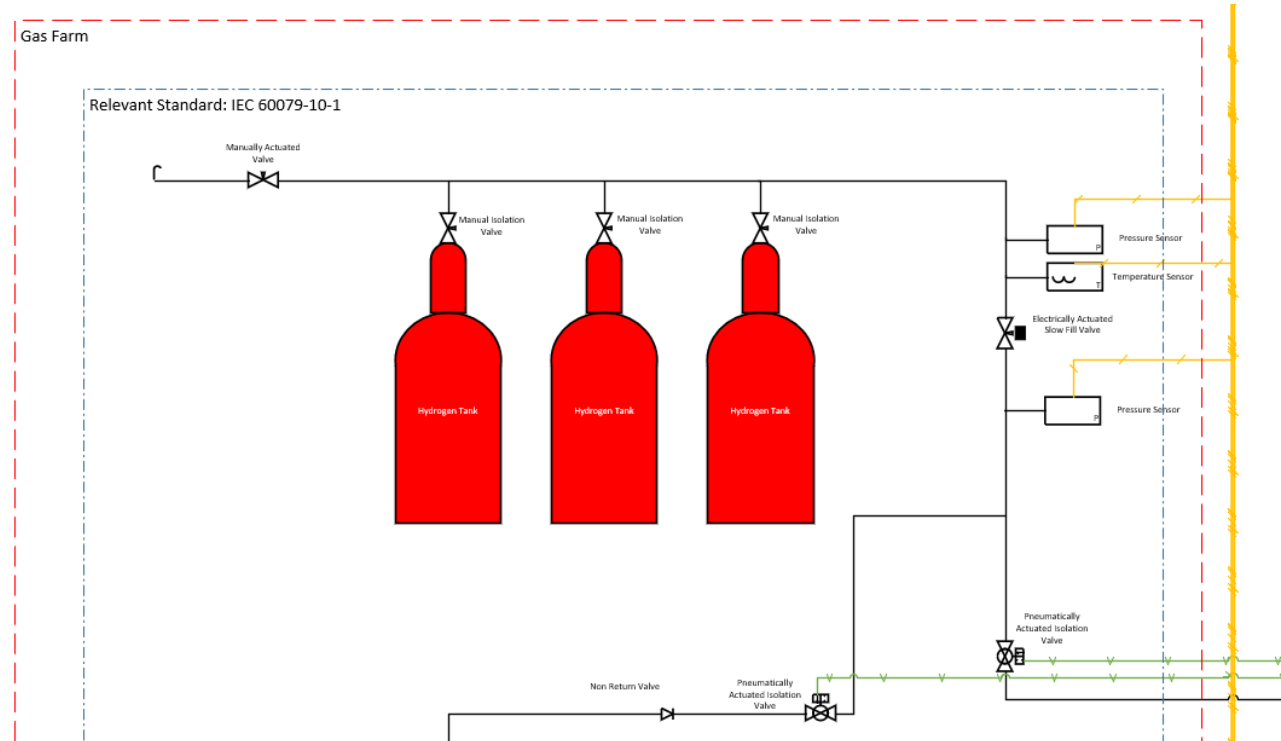 Gas Farm
Relevant Standard: IEC 60079-10-1
Manually Actuated
Valve
Manual Isolation
Valve
Manual Isolation
Valve
Manual Isolation
Valve
Pressure Sensor
P
Temperature Sensor
T
Electrically Actuated
Slow Fill Valve
Hydrogen Tank
Hydrogen Tank
Hydrogen Tank
Pressure Sensor
P
Pneumatically
Actuated Isolation
Valve
Non Return Valve
Pneumatically
Actuated Isolation
Valve